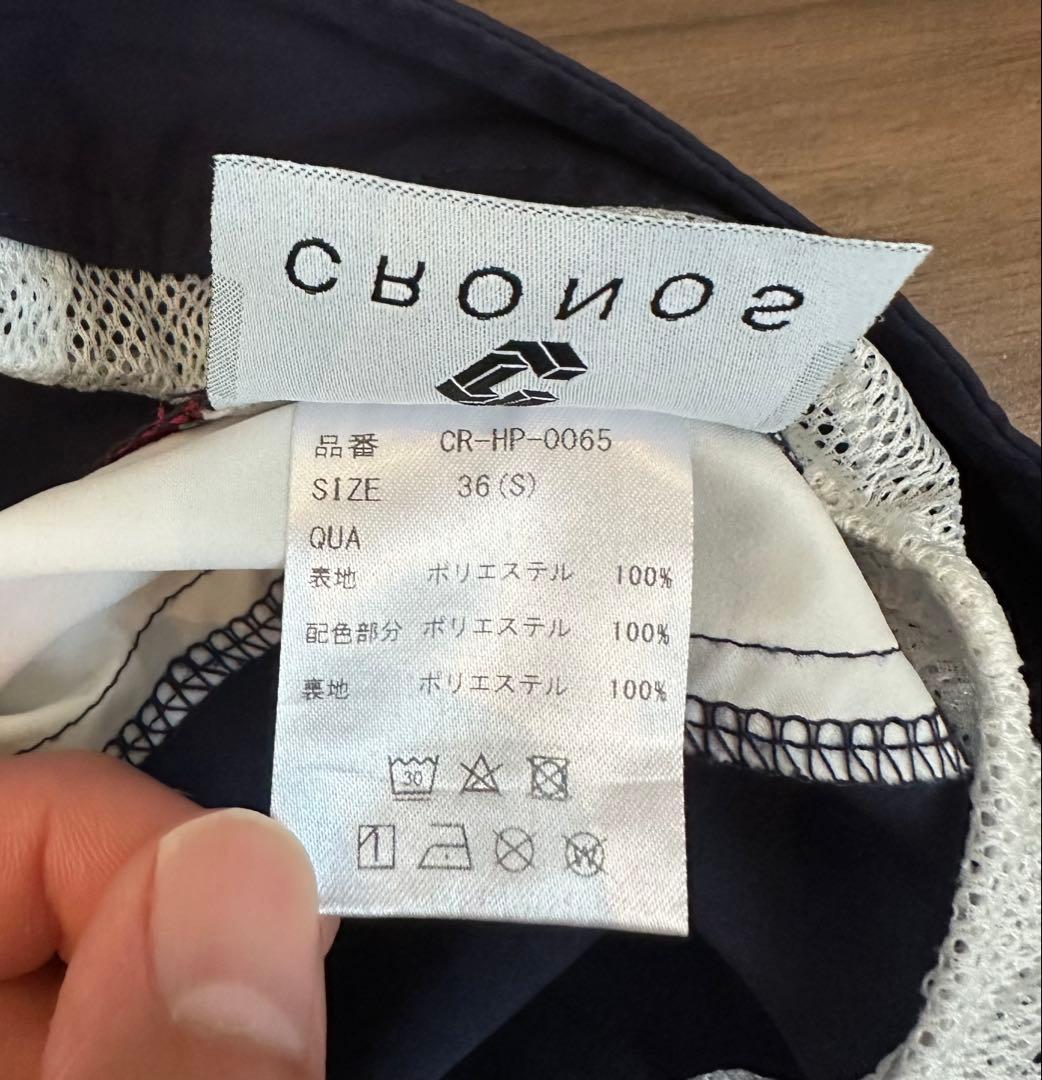 CRONOS
品番 CR-HP-0065
SIZE 36(S)
QUA
表地 ポリエステル 100%
配色部分 ポリエステル 100%
裏地 ポリエステル 100%
30
W